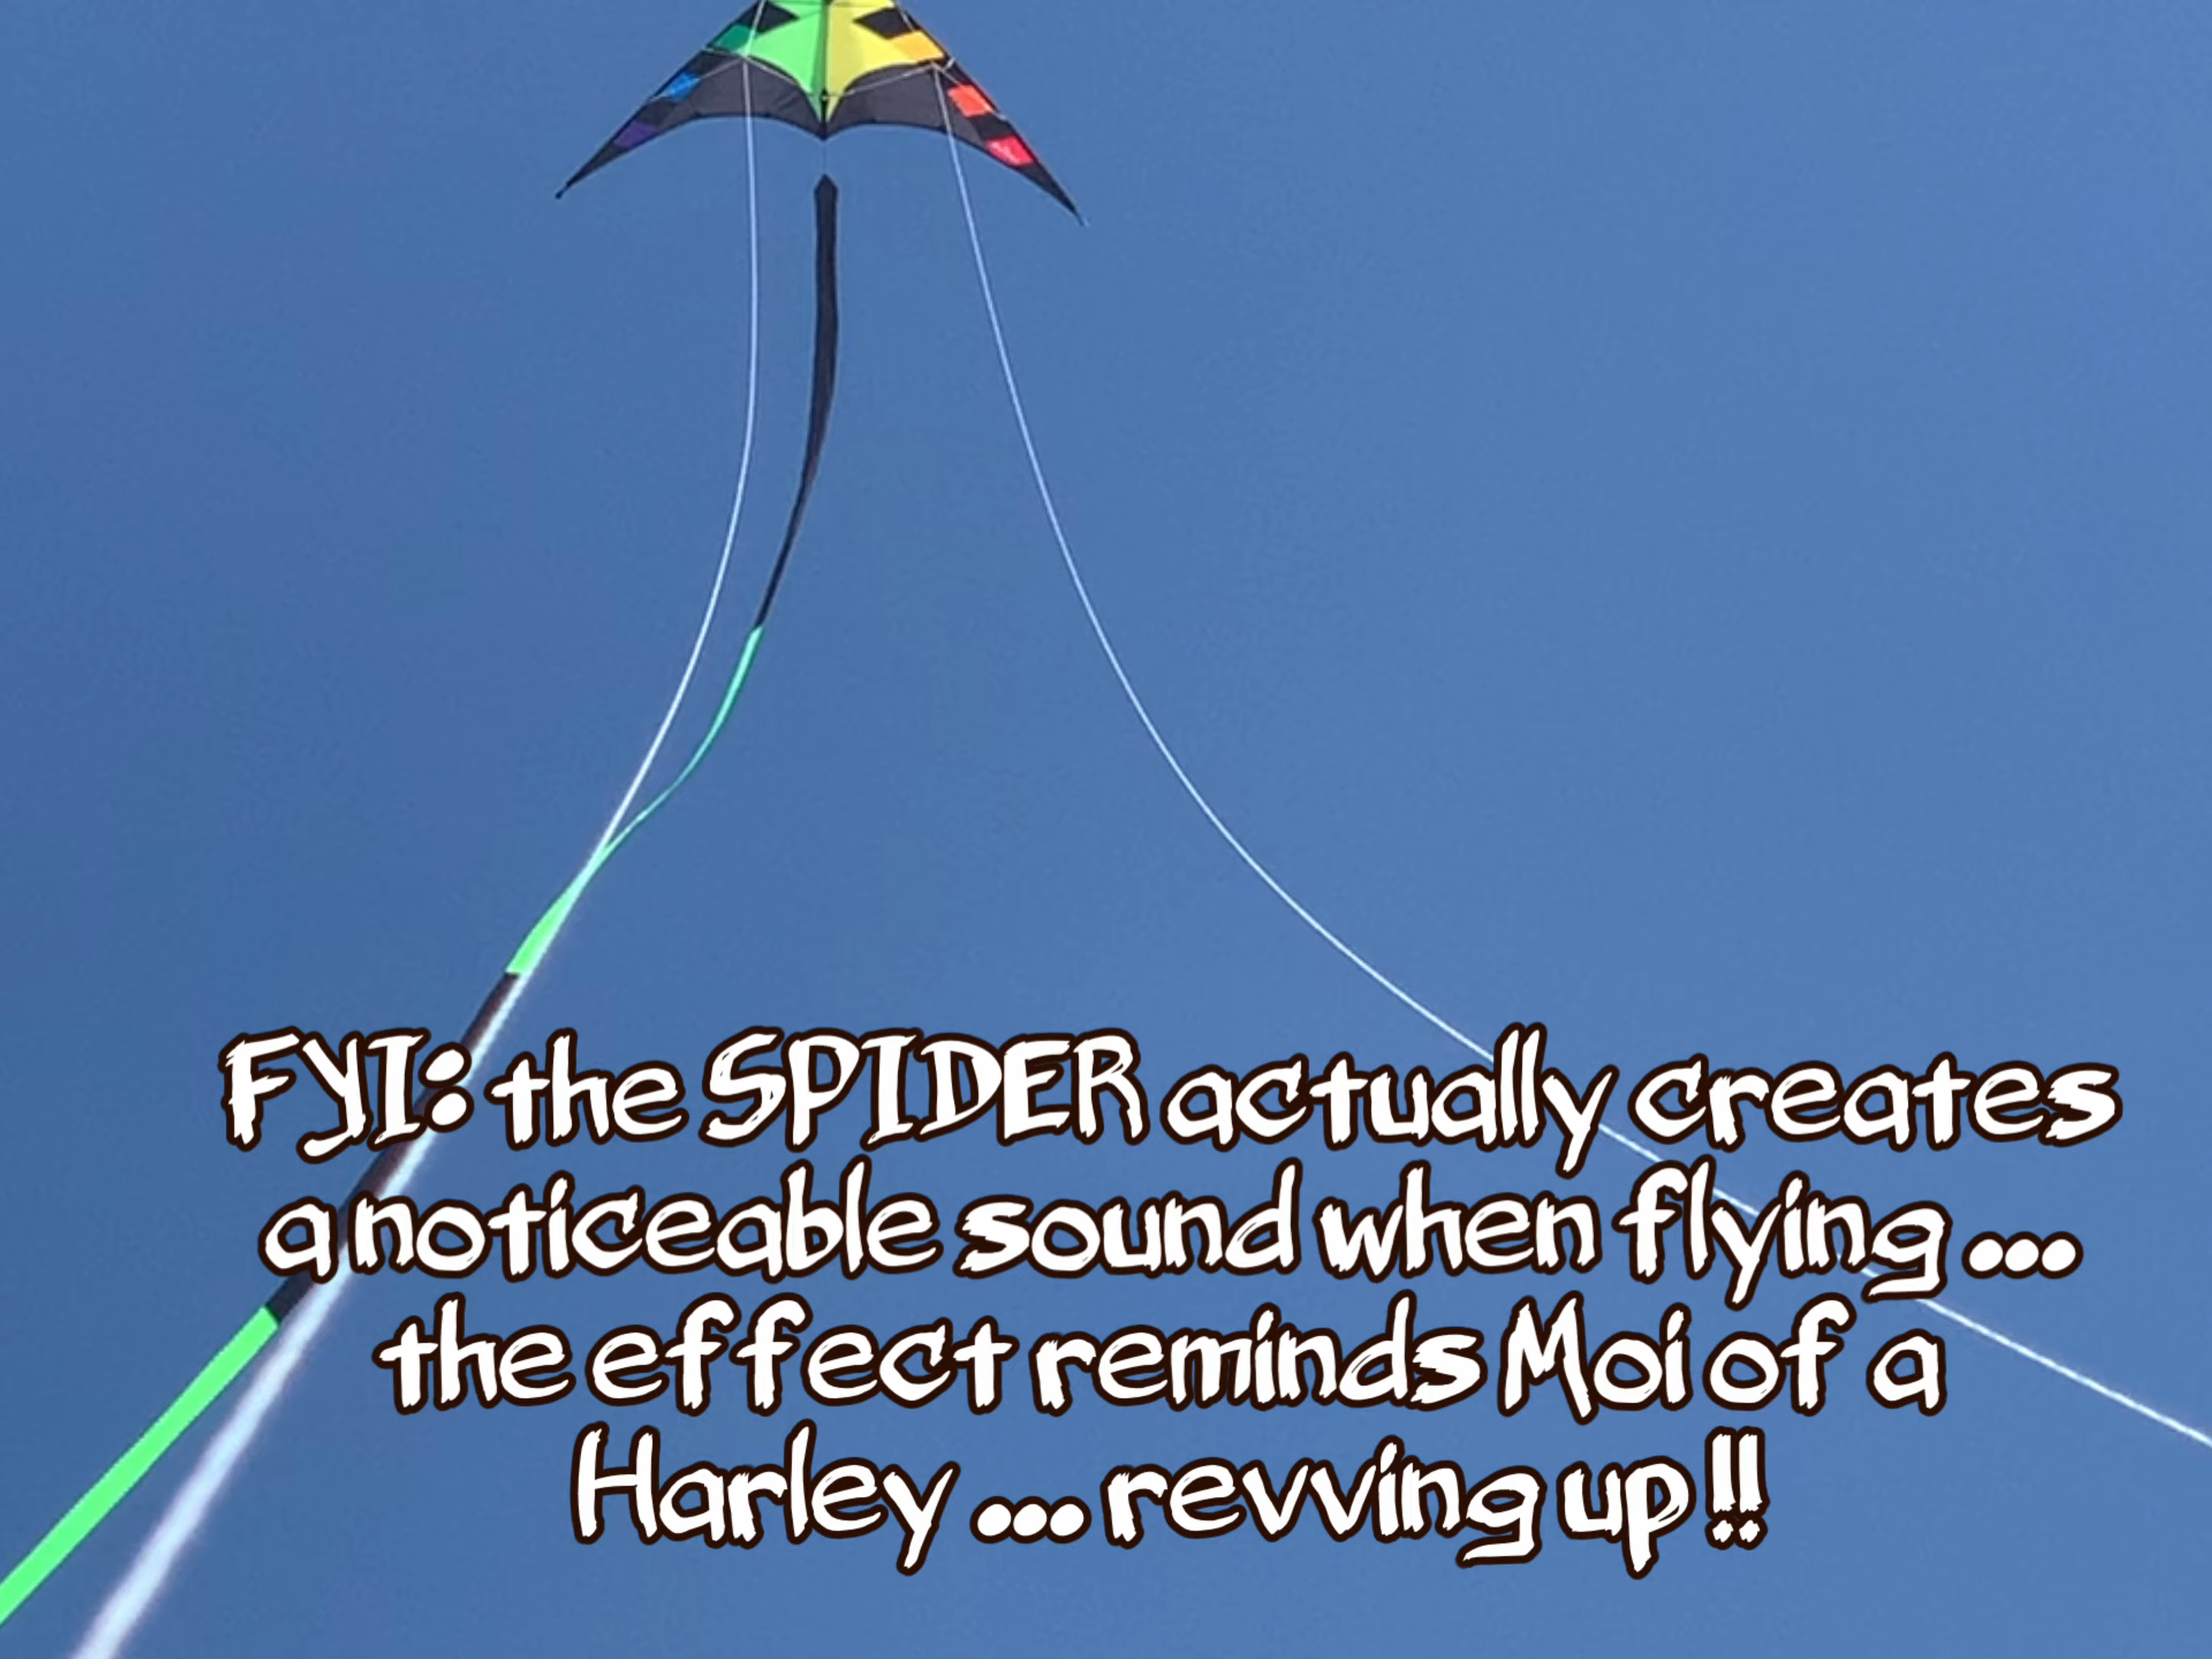 FYI: the SPIDER actually creates
a noticeable sound when flying ...
the effect reminds Moi of a
Harley ... revving up !!